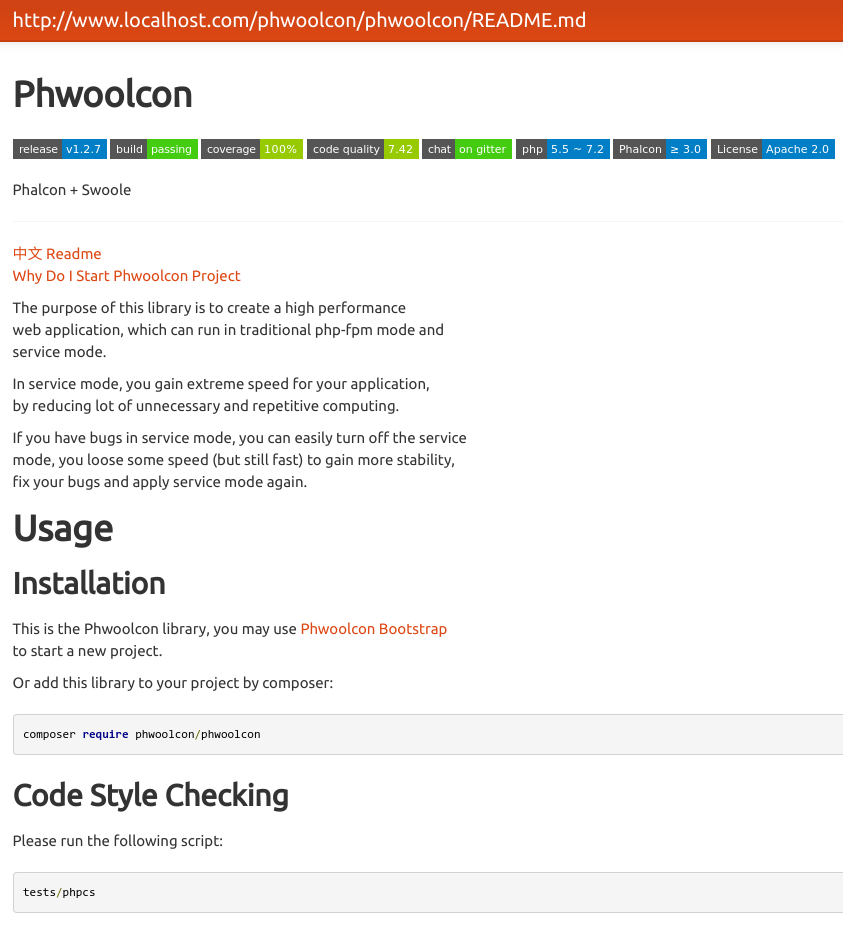 http://www.localhost.com/phwoolcon/phwoolcon/README.md
Phwoolcon
release v1.2.7 build passing coverage 100% code quality 7.42 chat on gitter php 5.5 ~ 7.2 Phalcon ≥ 3.0 License Apache 2.0
Phalcon + Swoole
中文 Readme
Why Do I Start Phwoolcon Project
The purpose of this library is to create a high performance
web application, which can run in traditional php-fpm mode and
service mode.
In service mode, you gain extreme speed for your application,
by reducing lot of unnecessary and repetitive computing.
If you have bugs in service mode, you can easily turn off the service
mode, you loose some speed (but still fast) to gain more stability,
fix your bugs and apply service mode again.
Usage
Installation
This is the Phwoolcon library, you may use Phwoolcon Bootstrap
to start a new project.
Or add this library to your project by composer:
composer require phwoolcon/phwoolcon
Code Style Checking
Please run the following script:
tests/phpcs